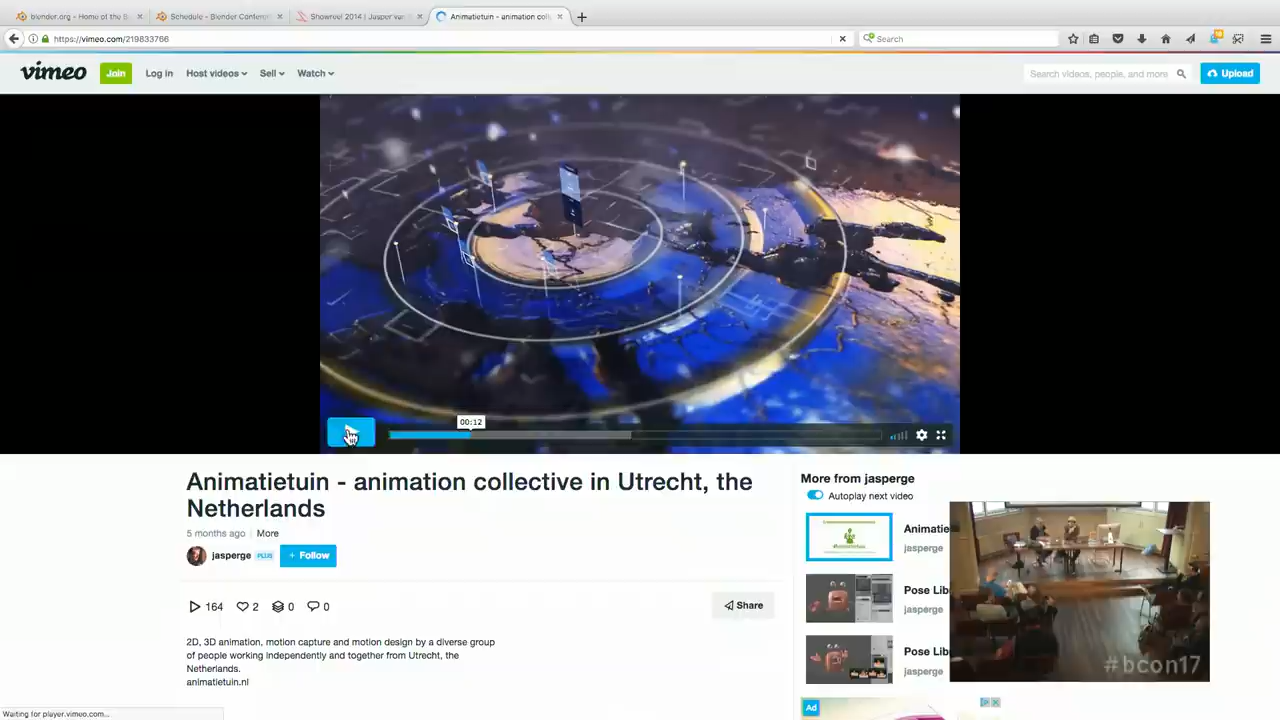 blender.org - Home of the B
Schedule - Blender Conferen
Showreel 2014 | Jasper van
Animatietuin - animation coll
https://vimeo.com/219833766
Search
vimeo
Join
Log in
Host videos
Sell
Watch
Search videos, people, and more
Upload
00:12
Animatietuin - animation collective in Utrecht, the
Netherlands
5 months ago
More
jasperge PLUS
+ Follow
164
2
0
0
Share
2D, 3D animation, motion capture and motion design by a diverse group
of people working independently and together from Utrecht, the
Netherlands.
animatietuin.nl
More from jasperge
Autoplay next video
Animatie
jasperge
Pose Lib
jasperge
Pose Lib
jasperge
Ad
#bcon17
Waiting for player.vimeo.com...